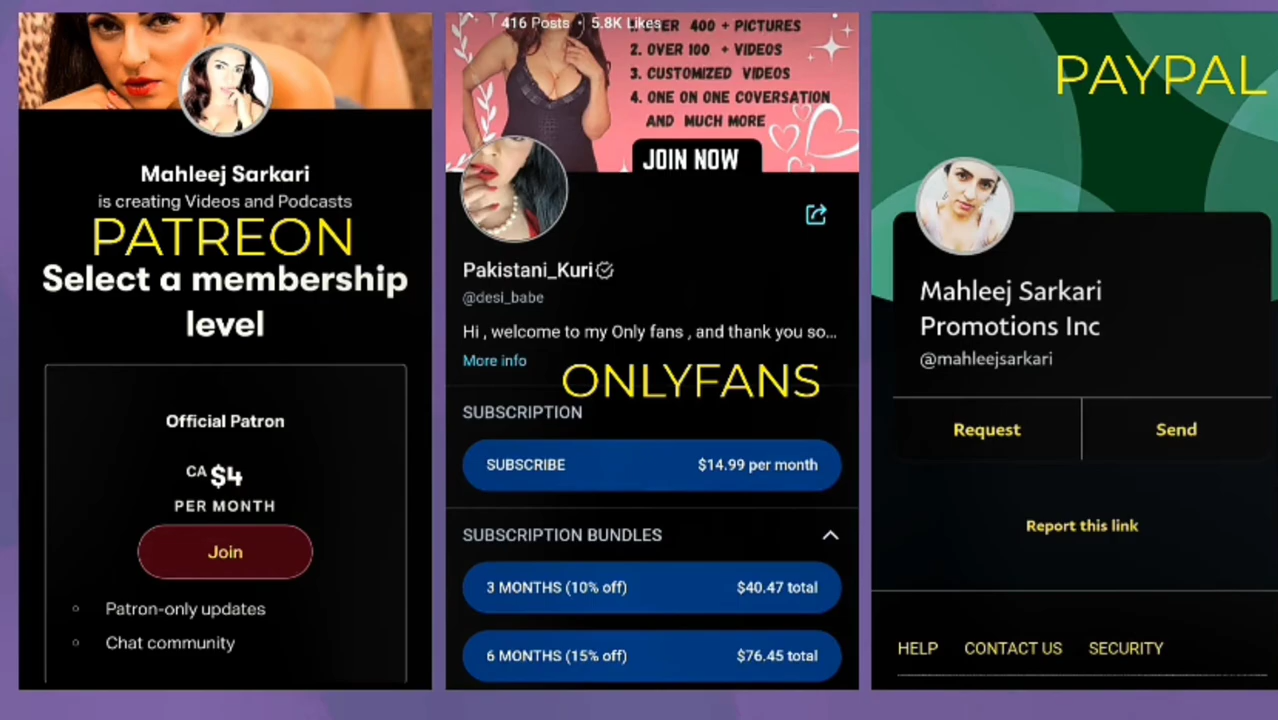 Mahleej Sarkari
is creating Videos and Podcasts
PATREON
Select a membership
level
Official Patron
CA $4
PER MONTH
Join
Patron-only updates
Chat community
416 Posts • 5.8K Likes
1. OVER 400 + PICTURES
2. OVER 100 + VIDEOS
3. CUSTOMIZED VIDEOS
4. ONE ON ONE COVERSATION
AND MUCH MORE
JOIN NOW
Pakistani_Kuri
@desi_babe
Hi , welcome to my Only fans , and thank you so...
More info
ONLYFANS
SUBSCRIPTION
SUBSCRIBE $14.99 per month
SUBSCRIPTION BUNDLES
3 MONTHS (10% off) $40.47 total
6 MONTHS (15% off) $76.45 total
PAYPAL
Mahleej Sarkari
Promotions Inc
@mahleejsarkari
Request Send
Report this link
HELP CONTACT US SECURITY